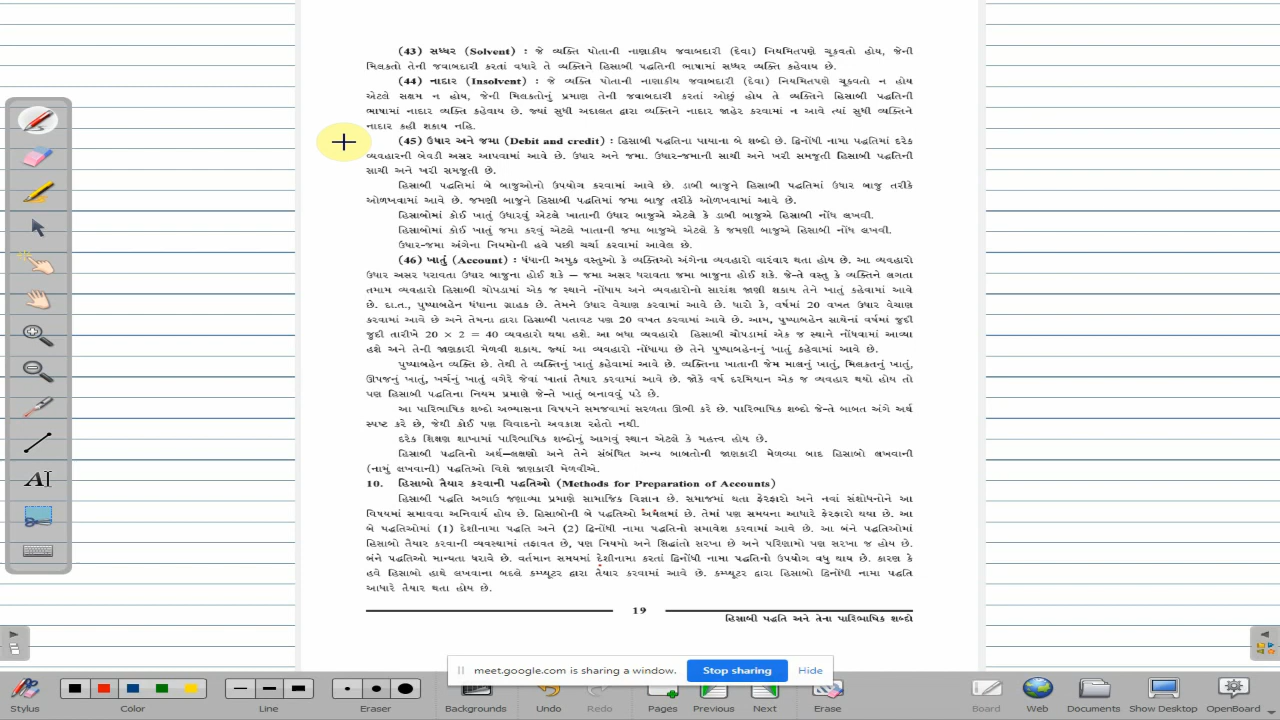 (43) સધ્ધર (Solvent) : જે વ્યક્તિ પોતાની નાણાકીય જવાબદારી (દેવા) નિયમિતપણે ચૂકવતો હોય, જેની
મિલકતો તેની જવાબદારી કરતાં વધારે તે વ્યક્તિને હિસાબી પદ્ધતિની ભાષામાં સધ્ધર વ્યક્તિ કહેવાય છે.
(44) નાદાર (Insolvent) : જે વ્યક્તિ પોતાની નાણાકીય જવાબદારી (દેવા) નિયમિતપણે ચૂકવતો ન હોય
એટલે સક્ષમ ન હોય, જેની મિલકતોનું પ્રમાણ તેની જવાબદારી કરતાં ઓછું હોય તે વ્યક્તિને હિસાબી પદ્ધતિની
ભાષામાં નાદાર વ્યક્તિ કહેવાય છે. જ્યાં સુધી અદાલત દ્વારા વ્યક્તિને નાદાર જાહેર કરવામાં ન આવે ત્યાં સુધી વ્યક્તિને
નાદાર કહી શકાય નહિ.
(45) ઉધાર અને જમા (Debit and credit) : હિસાબી પદ્ધતિના પાયાના બે શબ્દો છે. દ્વિનોંધી નામા પદ્ધતિમાં દરેક
વ્યવહારની બેવડી અસર આપવામાં આવે છે. ઉધાર અને જમા. ઉધાર-જમાની સાચી અને ખરી સમજૂતી હિસાબી પદ્ધતિની
સાચી અને ખરી સમજૂતી છે.
હિસાબી પદ્ધતિમાં બે બાજુઓનો ઉપયોગ કરવામાં આવે છે. ડાબી બાજુને હિસાબી પદ્ધતિમાં ઉધાર બાજુ તરીકે
ઓળખવામાં આવે છે. જમણી બાજુને હિસાબી પદ્ધતિમાં જમા બાજુ તરીકે ઓળખવામાં આવે છે.
હિસાબોમાં કોઈ ખાતું ઉધારવું એટલે ખાતાની ઉધાર બાજુએ એટલે કે ડાબી બાજુએ હિસાબી નોંધ લખવી.
હિસાબોમાં કોઈ ખાતું જમા કરવું એટલે ખાતાની જમા બાજુએ એટલે કે જમણી બાજુએ હિસાબી નોંધ લખવી.
ઉધાર-જમા અંગેના નિયમોની હવે પછી ચર્ચા કરવામાં આવેલ છે.
(46) ખાતું (Account) : ધંધાની અમુક વસ્તુઓ કે વ્યક્તિઓ અંગેના વ્યવહારો વારંવાર થતા હોય છે. આ વ્યવહારો
ઉધાર અસર ધરાવતા ઉધાર બાજુના હોઈ શકે – જમા અસર ધરાવતા જમા બાજુના હોઈ શકે. જે-તે વસ્તુ કે વ્યક્તિને લગતા
તમામ વ્યવહારો હિસાબી ચોપડામાં એક જ સ્થાને નોંધાય અને વ્યવહારોનો સારાંશ જાણી શકાય તેને ખાતું કહેવામાં આવે
છે. દા.ત., પુષ્પાબહેન ધંધાના ગ્રાહક છે. તેમને ઉધાર વેચાણ કરવામાં આવે છે. ધારો કે, વર્ષમાં 20 વખત ઉધાર વેચાણ
કરવામાં આવે છે અને તેમના દ્વારા હિસાબી પતાવટ પણ 20 વખત કરવામાં આવે છે. આમ, પુષ્પાબહેન સાથેનાં વર્ષમાં જુદી
જુદી તારીખે 20 × 2 = 40 વ્યવહારો થયા હશે. આ બધા વ્યવહારો હિસાબી ચોપડામાં એક જ સ્થાને નોંધવામાં આવ્યા
હશે અને તેની જાણકારી મેળવી શકાય. જ્યાં આ વ્યવહારો નોંધાયા છે તેને પુષ્પાબહેનનું ખાતું કહેવામાં આવે છે.
પુષ્પાબહેન વ્યક્તિ છે. તેથી તે વ્યક્તિનું ખાતું કહેવામાં આવે છે. વ્યક્તિના ખાતાની જેમ માલનું ખાતું, મિલકતનું ખાતું,
ઊપજનું ખાતું, ખર્ચનું ખાતું વગેરે જેવાં ખાતાં તૈયાર કરવામાં આવે છે. જોકે વર્ષ દરમિયાન એક જ વ્યવહાર થયો હોય તો
પણ હિસાબી પદ્ધતિના નિયમ પ્રમાણે જે-તે ખાતું બનાવવું પડે છે.
આ પારિભાષિક શબ્દો અભ્યાસના વિષયને સમજવામાં સરળતા ઊભી કરે છે. પારિભાષિક શબ્દો જે-તે બાબત અંગે અર્થ
સ્પષ્ટ કરે છે, જેથી કોઈ પણ વિવાદનો અવકાશ રહેતો નથી.
દરેક શિક્ષણ શાખામાં પારિભાષિક શબ્દોનું આગવું સ્થાન એટલે કે મહત્ત્વ હોય છે.
હિસાબી પદ્ધતિનો અર્થ-લક્ષણો અને તેને સંબંધિત અન્ય બાબતોની જાણકારી મેળવ્યા બાદ હિસાબો લખવાની
(નામું લખવાની) પદ્ધતિઓ વિશે જાણકારી મેળવીએ.
10. હિસાબો તૈયાર કરવાની પદ્ધતિઓ (Methods for Preparation of Accounts)
હિસાબી પદ્ધતિ અગાઉ જણાવ્યા પ્રમાણે સામાજિક વિજ્ઞાન છે. સમાજમાં થતા ફેરફારો અને નવાં સંશોધનોને આ
વિષયમાં સમાવવા અનિવાર્ય હોય છે. હિસાબોની બે પદ્ધતિઓ અમલમાં છે. તેમાં પણ સમયના આધારે ફેરફારો થયા છે. આ
બે પદ્ધતિઓમાં (1) દેશીનામા પદ્ધતિ અને (2) દ્વિનોંધી નામા પદ્ધતિનો સમાવેશ કરવામાં આવે છે. આ બંને પદ્ધતિઓમાં
હિસાબો તૈયાર કરવાની વ્યવસ્થામાં તફાવત છે, પણ નિયમો અને સિદ્ધાંતો સરખા છે અને પરિણામો પણ સરખા જ હોય છે.
બંને પદ્ધતિઓ માન્યતા ધરાવે છે. વર્તમાન સમયમાં દેશીનામા કરતાં દ્વિનોંધી નામા પદ્ધતિનો ઉપયોગ વધુ થાય છે. કારણ કે
હવે હિસાબો હાથે લખવાના બદલે કમ્પ્યૂટર દ્વારા તૈયાર કરવામાં આવે છે. કમ્પ્યૂટર દ્વારા હિસાબો દ્વિનોંધી નામા પદ્ધતિ
આધારે તૈયાર થતા હોય છે.
19
હિસાબી પદ્ધતિ અને તેના પારિભાષિક શબ્દો
meet.google.com is sharing a window. Stop sharing Hide
Stylus Color Line Eraser Backgrounds Undo Redo Pages Previous Next Erase Board Web Documents Show Desktop OpenBoard